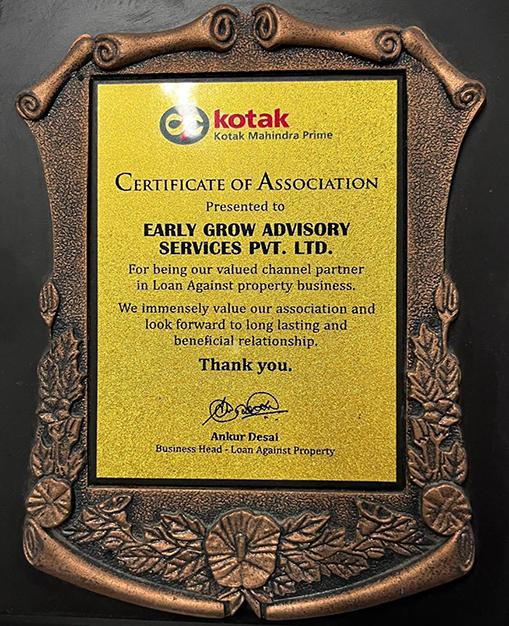 kotak
Kotak Mahindra Prime
CERTIFICATE OF ASSOCIATION
Presented to
EARLY GROW ADVISORY
SERVICES PVT. LTD.
For being our valued channel partner
in Loan Against property business.
We immensely value our association and
look forward to long lasting and
beneficial relationship.
Thank you.
Ankur Desai
Business Head - Loan Against Property